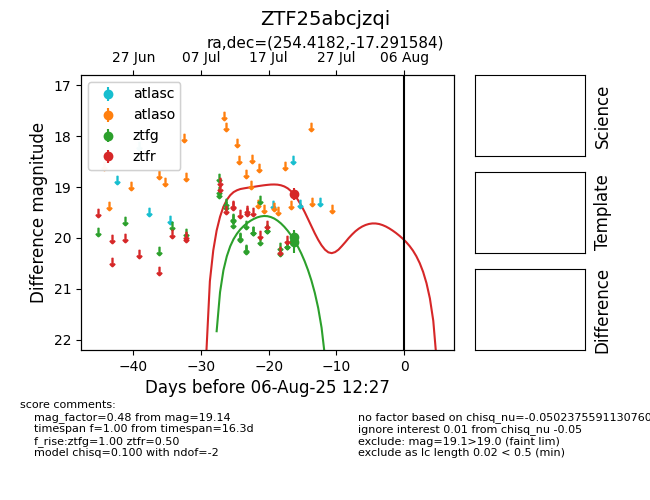 ZTF25abcjzqi
ra,dec=(254.4182,-17.291584)
27 Jun 07 Jul 17 Jul 27 Jul 06 Aug
atlasc
atlaso
ztfg
ztfr
17
18
19
20
21
22
Difference magnitude
−40 −30 −20 −10 0
Days before 06-Aug-25 12:27
Science
Template
Difference
score comments:
mag_factor=0.48 from mag=19.14
timespan f=1.00 from timespan=16.3d
f_rise:ztfg=1.00 ztfr=0.50
model chisq=0.100 with ndof=-2
no factor based on chisq_nu=-0.0502375591130760
ignore interest 0.01 from chisq_nu -0.05
exclude: mag=19.1>19.0 (faint lim)
exclude as lc length 0.02 < 0.5 (min)